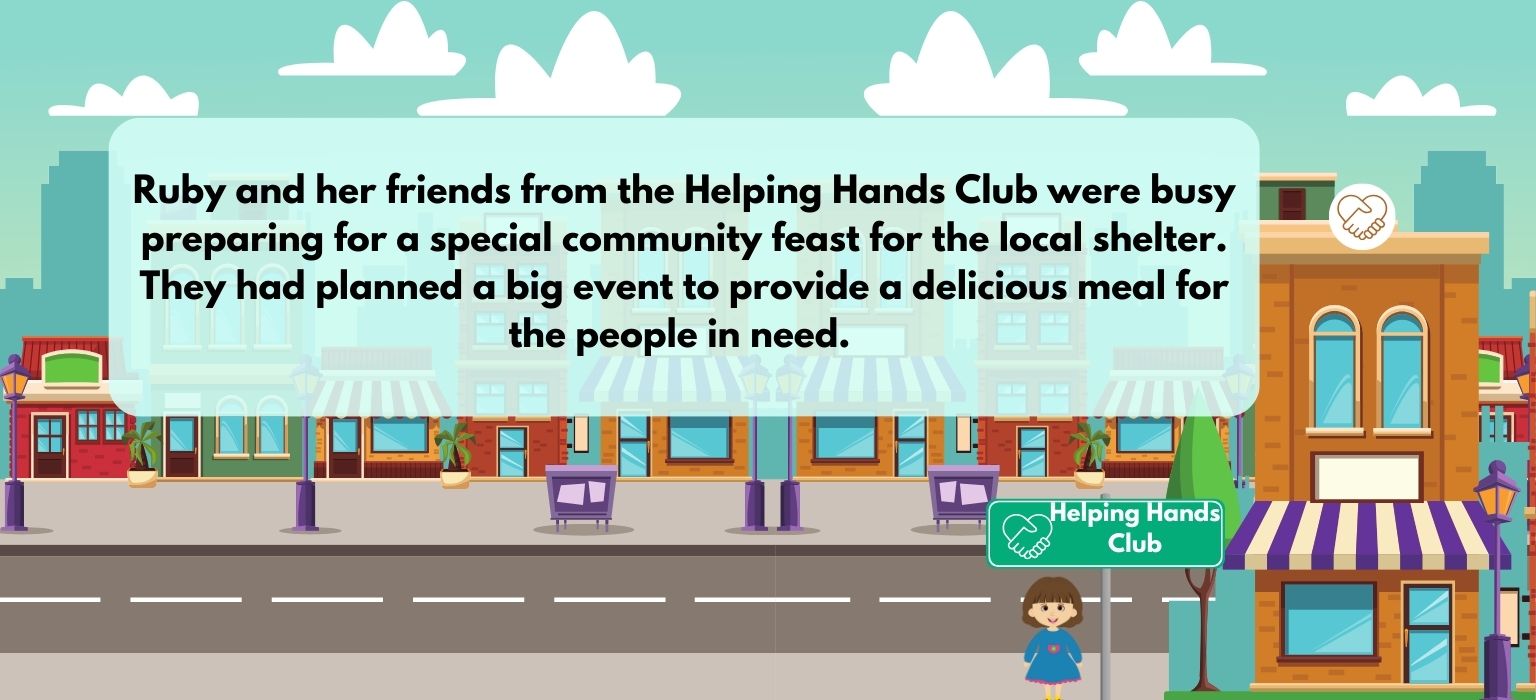 Ruby and her friends from the Helping Hands Club were busy
preparing for a special community feast for the local shelter.
They had planned a big event to provide a delicious meal for
the people in need.
Helping Hands
Club